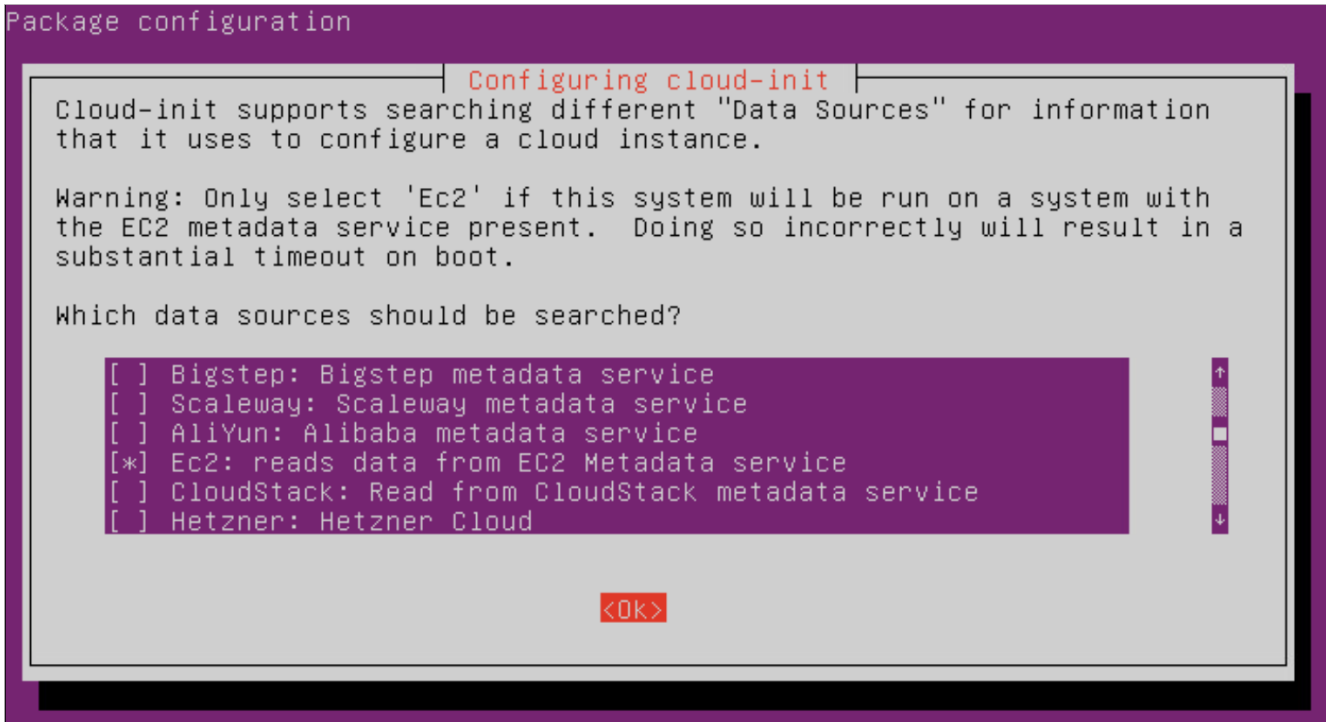 Package configuration
Configuring cloud-init
Cloud-init supports searching different "Data Sources" for information
that it uses to configure a cloud instance.
Warning: Only select 'Ec2' if this system will be run on a system with
the EC2 metadata service present.  Doing so incorrectly will result in a
substantial timeout on boot.
Which data sources should be searched?
[ ] Bigstep: Bigstep metadata service
[ ] Scaleway: Scaleway metadata service
[ ] AliYun: Alibaba metadata service
[*] Ec2: reads data from EC2 Metadata service
[ ] CloudStack: Read from CloudStack metadata service
[ ] Hetzner: Hetzner Cloud
<Ok>